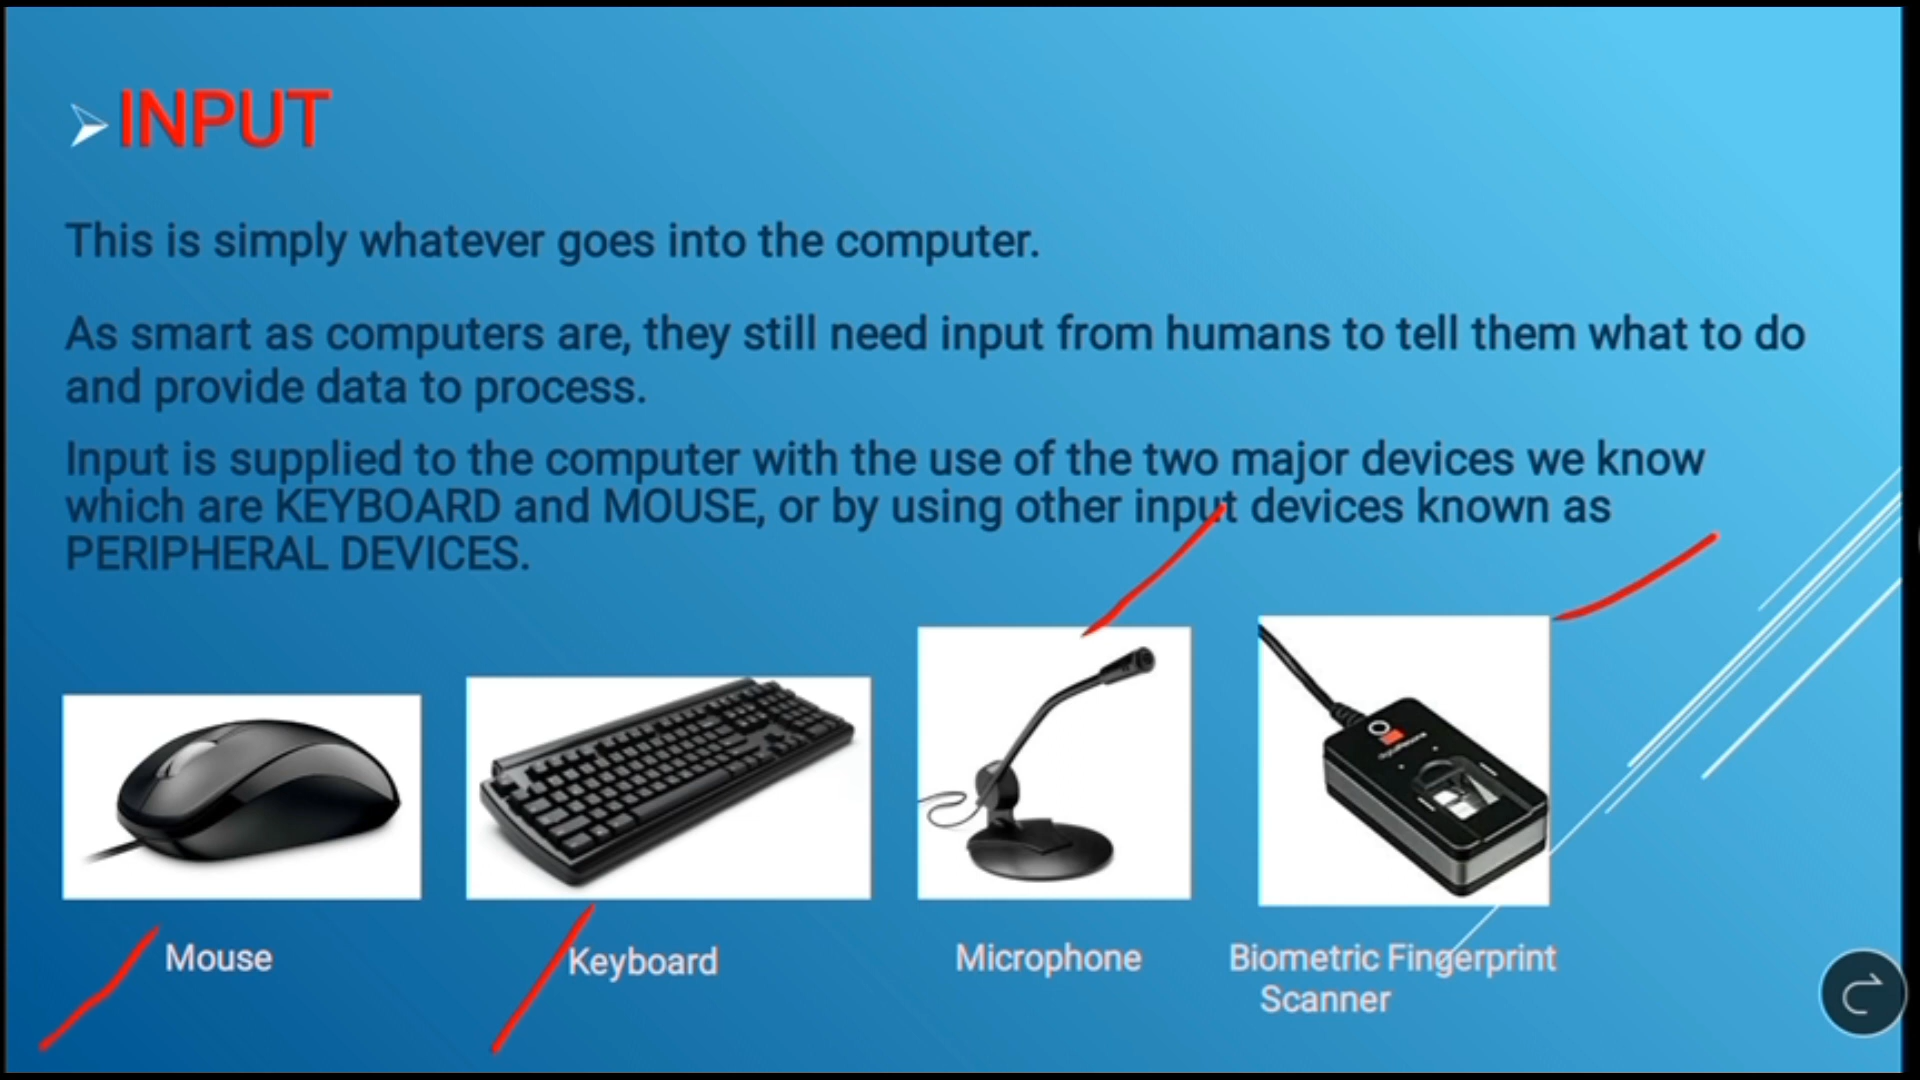 INPUT
This is simply whatever goes into the computer.
As smart as computers are, they still need input from humans to tell them what to do
and provide data to process.
Input is supplied to the computer with the use of the two major devices we know
which are KEYBOARD and MOUSE, or by using other input devices known as
PERIPHERAL DEVICES.
Mouse
Keyboard
Microphone
Biometric Fingerprint
Scanner